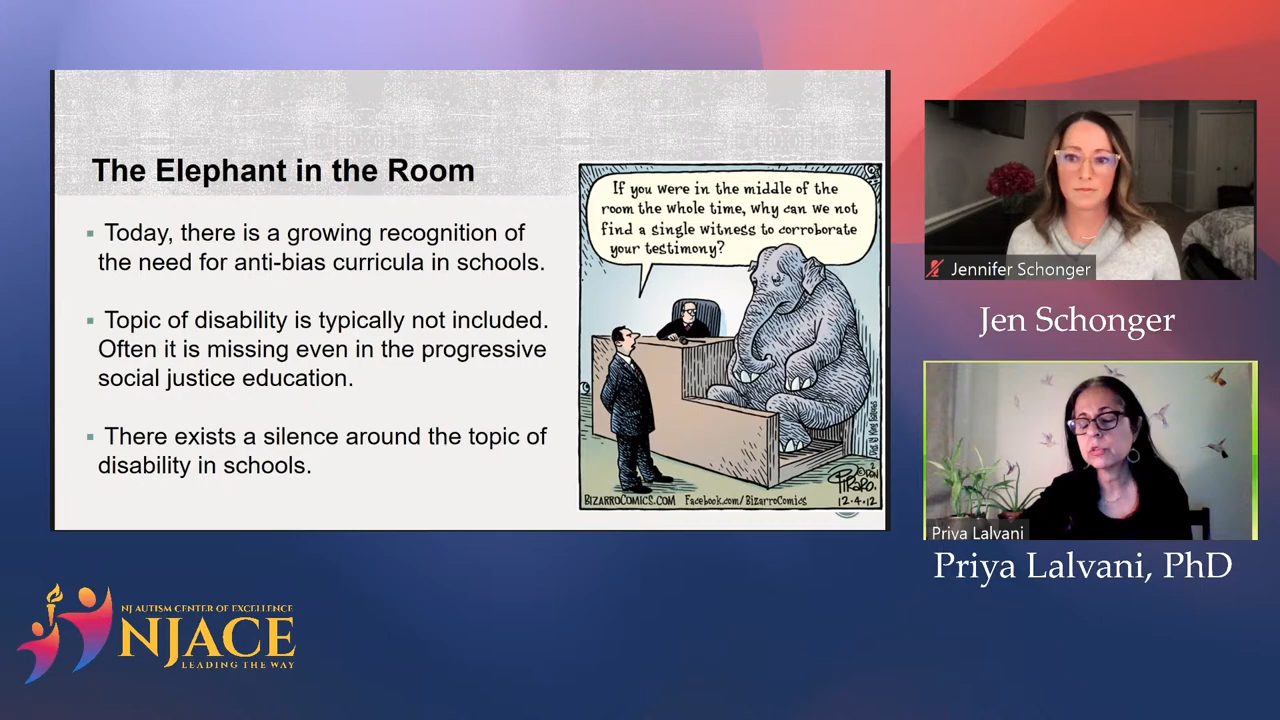 The Elephant in the Room
▪ Today, there is a growing recognition of
the need for anti-bias curricula in schools.
▪ Topic of disability is typically not included.
Often it is missing even in the progressive
social justice education.
▪ There exists a silence around the topic of
disability in schools.
If you were in the middle of the
room the whole time, why can we not
find a single witness to corroborate
your testimony?
BIZARROCOMICS.COM Facebook.com/BizarroComics
12.4.12
PIRARO.
Jennifer Schonger
Jen Schonger
Priya Lalvani
Priya Lalvani, PhD
NJ AUTISM CENTER OF EXCELLENCE
NJACE
LEADING THE WAY